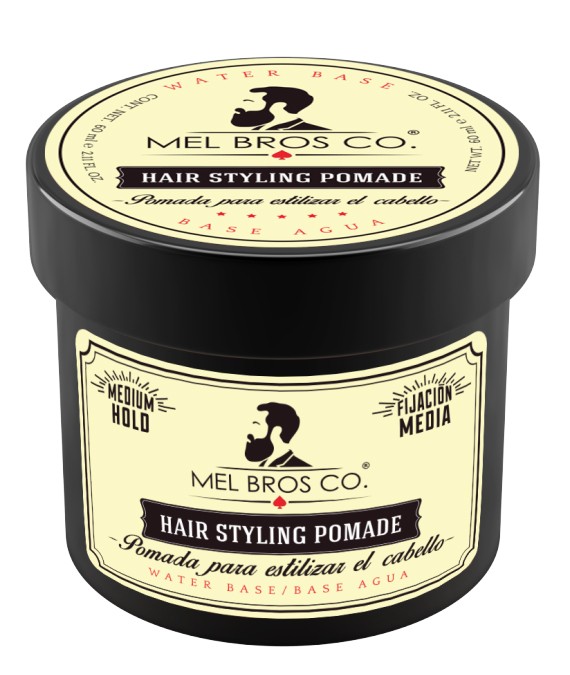 WATER BASE
CONT. NET. 60 ml e 2.11 FL OZ.
NET WT. 60 ml e 2.11 FL OZ.
MEL BROS CO.®
HAIR STYLING POMADE
-Pomada para estilizar el cabello-
BASE AGUA
MEDIUM
HOLD
FIJACIÓN
MEDIA
MEL BROS CO.®
HAIR STYLING POMADE
-Pomada para estilizar el cabello-
WATER BASE/BASE AGUA